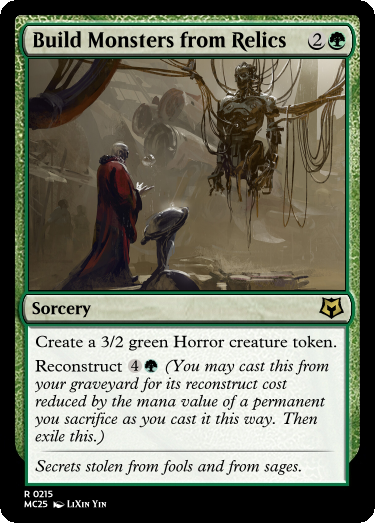 Build Monsters from Relics 2
Sorcery
Create a 3/2 green Horror creature token.
Reconstruct 4 (You may cast this from
your graveyard for its reconstruct cost
reduced by the mana value of a permanent
you sacrifice as you cast it this way. Then
exile this.)
Secrets stolen from fools and from sages.
R 0215
MC25 LiXin Yin